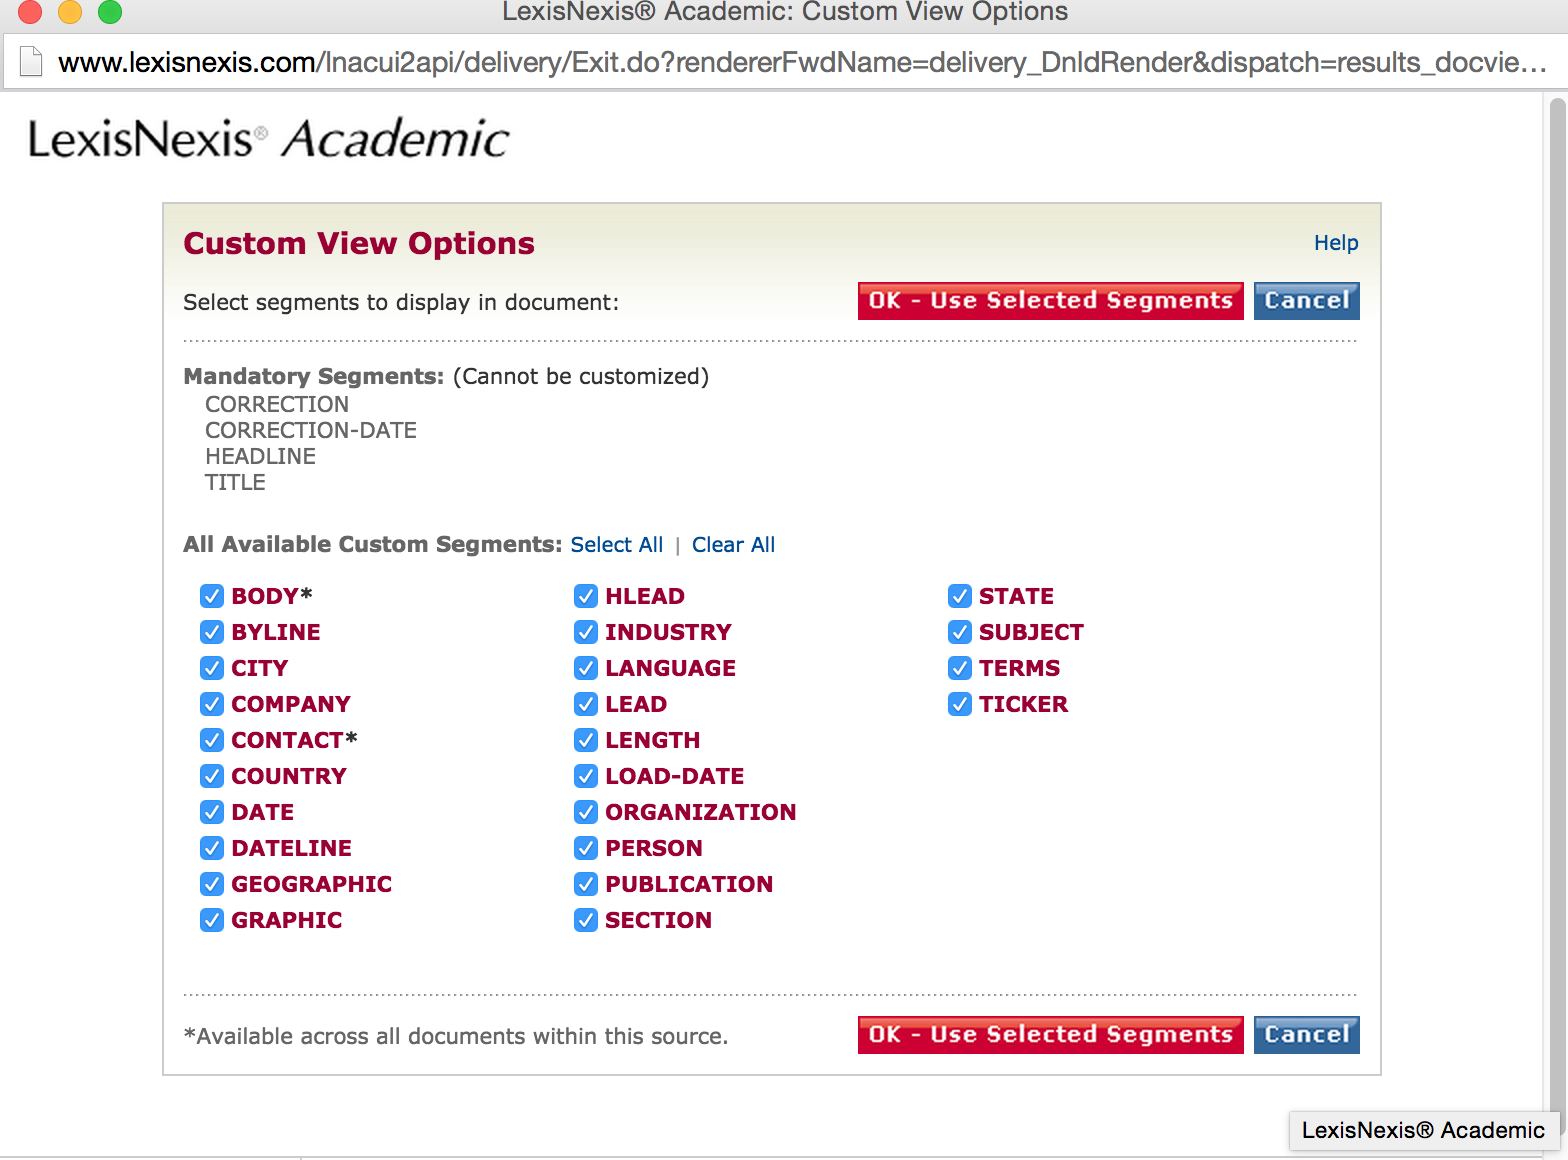 LexisNexis® Academic: Custom View Options
www.lexisnexis.com/lnacui2api/delivery/Exit.do?rendererFwdName=delivery_DnldRender&dispatch=results_docvie...
LexisNexis® Academic
Custom View Options
Help
Select segments to display in document:
OK - Use Selected Segments
Cancel
Mandatory Segments: (Cannot be customized)
CORRECTION
CORRECTION-DATE
HEADLINE
TITLE
All Available Custom Segments: Select All | Clear All
BODY*
BYLINE
CITY
COMPANY
CONTACT*
COUNTRY
DATE
DATELINE
GEOGRAPHIC
GRAPHIC
HLEAD
INDUSTRY
LANGUAGE
LEAD
LENGTH
LOAD-DATE
ORGANIZATION
PERSON
PUBLICATION
SECTION
STATE
SUBJECT
TERMS
TICKER
*Available across all documents within this source.
OK - Use Selected Segments
Cancel
LexisNexis® Academic